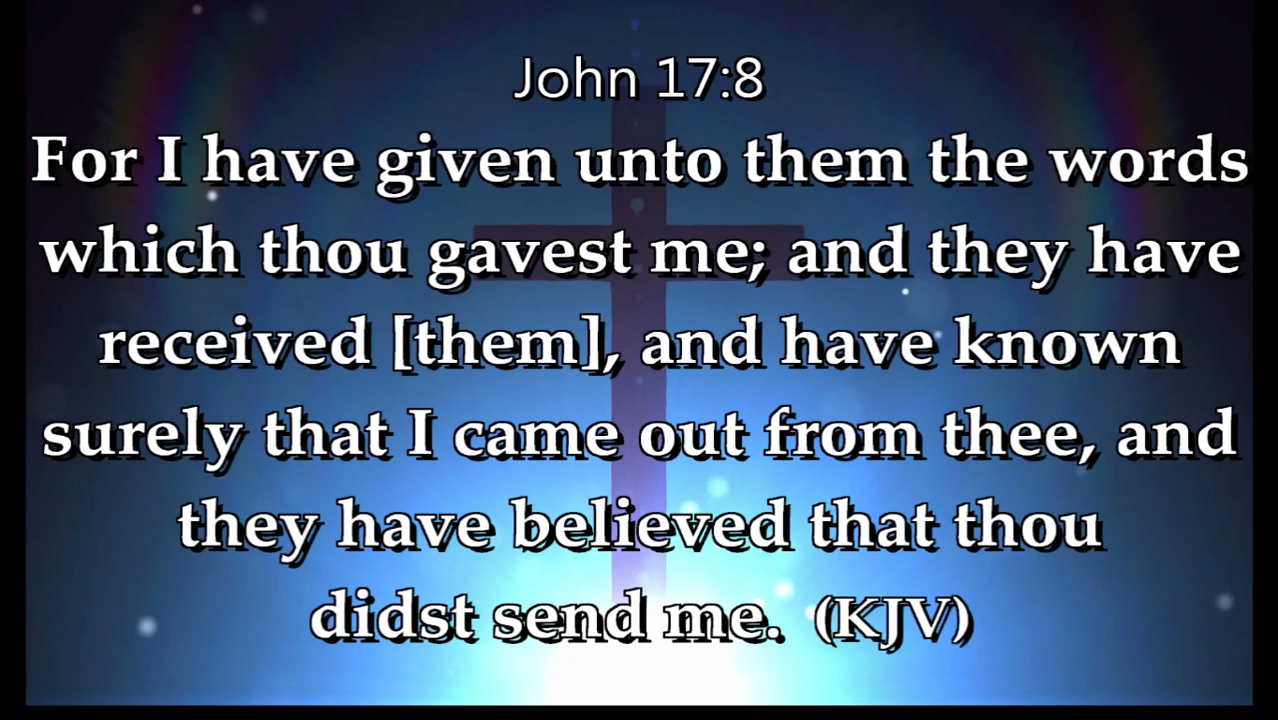 John 17:8
For I have given unto them the words
which thou gavest me; and they have
received [them], and have known
surely that I came out from thee, and
they have believed that thou
didst send me. (KJV)